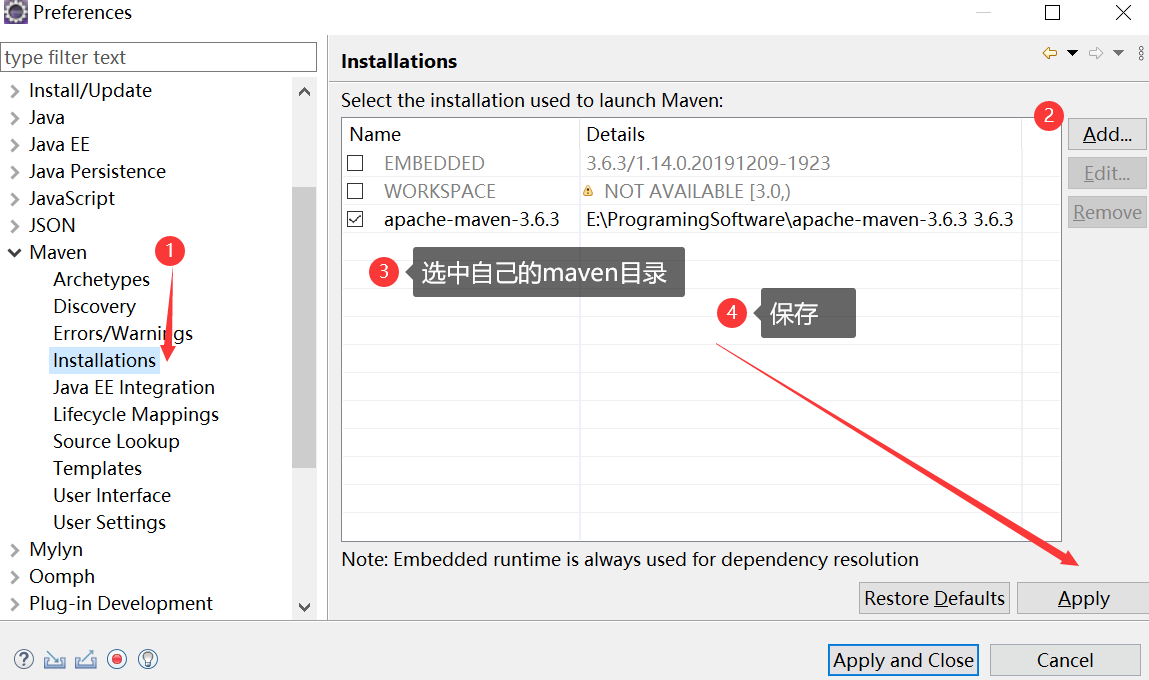 Preferences
type filter text
Install/Update
Java
Java EE
Java Persistence
JavaScript
JSON
Maven
1
Archetypes
Discovery
Errors/Warnings
Installations
Java EE Integration
Lifecycle Mappings
Source Lookup
Templates
User Interface
User Settings
Mylyn
Oomph
Plug-in Development
Installations
Select the installation used to launch Maven:
2
Name Details
EMBEDDED 3.6.3/1.14.0.20191209-1923
WORKSPACE NOT AVAILABLE [3.0,)
apache-maven-3.6.3 E:\ProgramingSoftware\apache-maven-3.6.3 3.6.3
Add...
Edit...
Remove
3 选中自己的maven目录
4 保存
Note: Embedded runtime is always used for dependency resolution
Restore Defaults Apply
? Apply and Close Cancel